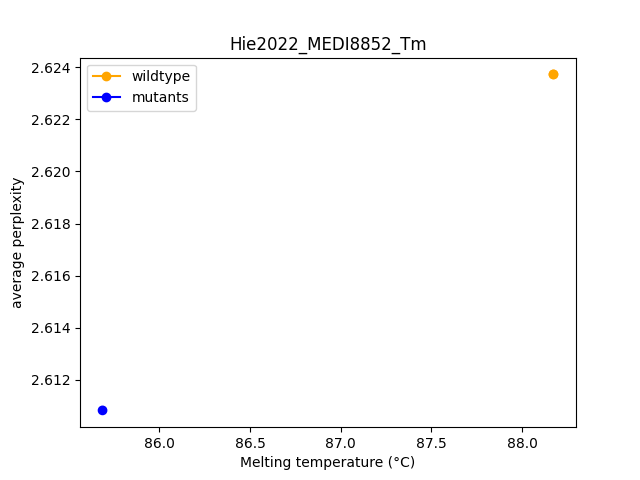 Hie2022_MEDI8852_Tm
wildtype
mutants
2.624
2.622
2.620
2.618
2.616
2.614
2.612
average perplexity
86.0 86.5 87.0 87.5 88.0
Melting temperature (°C)